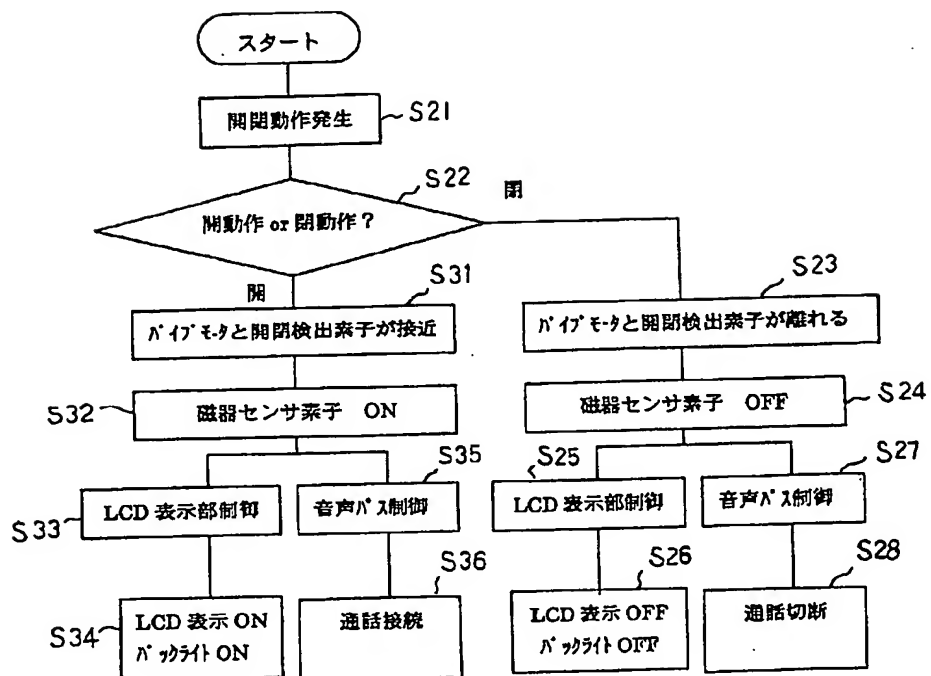 スタート
開閉動作発生
S21
S22
開動作 or 閉動作？
閉
開
S31
バイブモータと開閉検出素子が接近
S23
バイブモータと開閉検出素子が離れる
S32
磁器センサ素子　ON
磁器センサ素子　OFF
S24
S33
LCD 表示部制御
S35
音声パス制御
S25
LCD 表示部制御
S27
音声パス制御
S34
LCD 表示 ON
バックライト ON
S36
通話接続
S26
LCD 表示 OFF
バックライト OFF
S28
通話切断